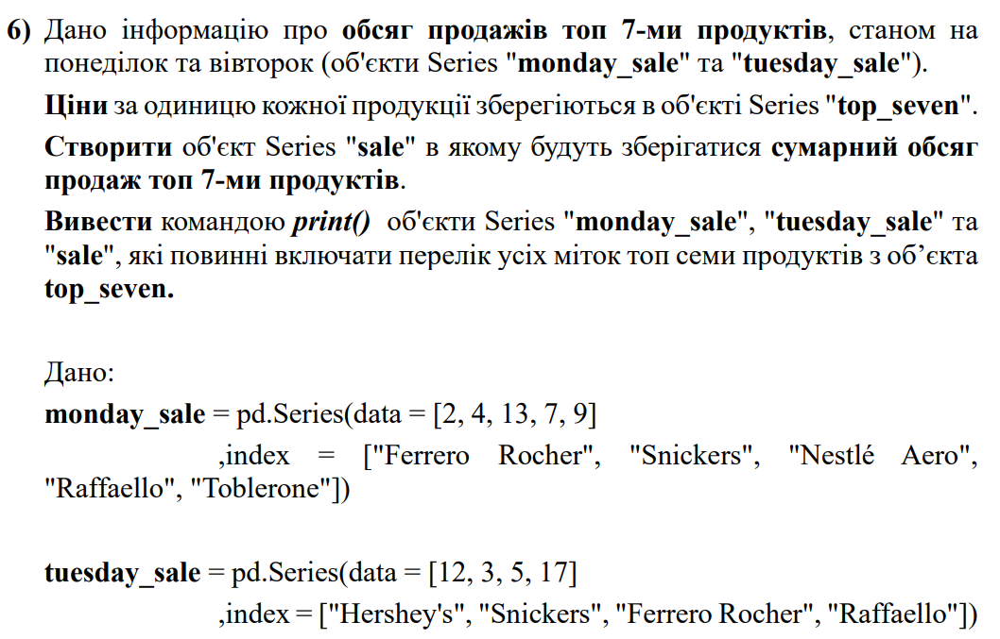 6) Дано інформацію про обсяг продажів топ 7-ми продуктів, станом на
понеділок та вівторок (об'єкти Series "monday_sale" та "tuesday_sale").
Ціни за одиницю кожної продукції зберегіються в об'єкті Series "top_seven".
Створити об'єкт Series "sale" в якому будуть зберігатися сумарний обсяг
продаж топ 7-ми продуктів.
Вивести командою print() об'єкти Series "monday_sale", "tuesday_sale" та
"sale", які повинні включати перелік усіх міток топ семи продуктів з об’єкта
top_seven.
Дано:
monday_sale = pd.Series(data = [2, 4, 13, 7, 9]
,index = ["Ferrero Rocher", "Snickers", "Nestlé Aero",
"Raffaello", "Toblerone"])
tuesday_sale = pd.Series(data = [12, 3, 5, 17]
,index = ["Hershey's", "Snickers", "Ferrero Rocher", "Raffaello"])